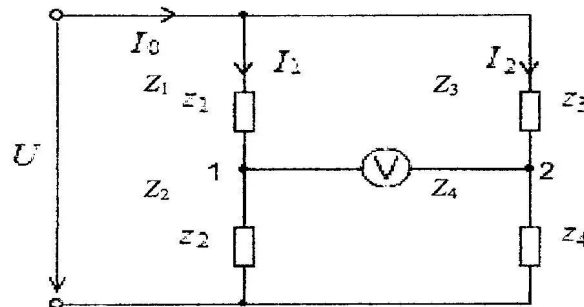 I₀ I₁ I₂
Z₁ Z₃
z₁ z₃
U
1 V 2
Z₂ Z₄
z₂ z₄